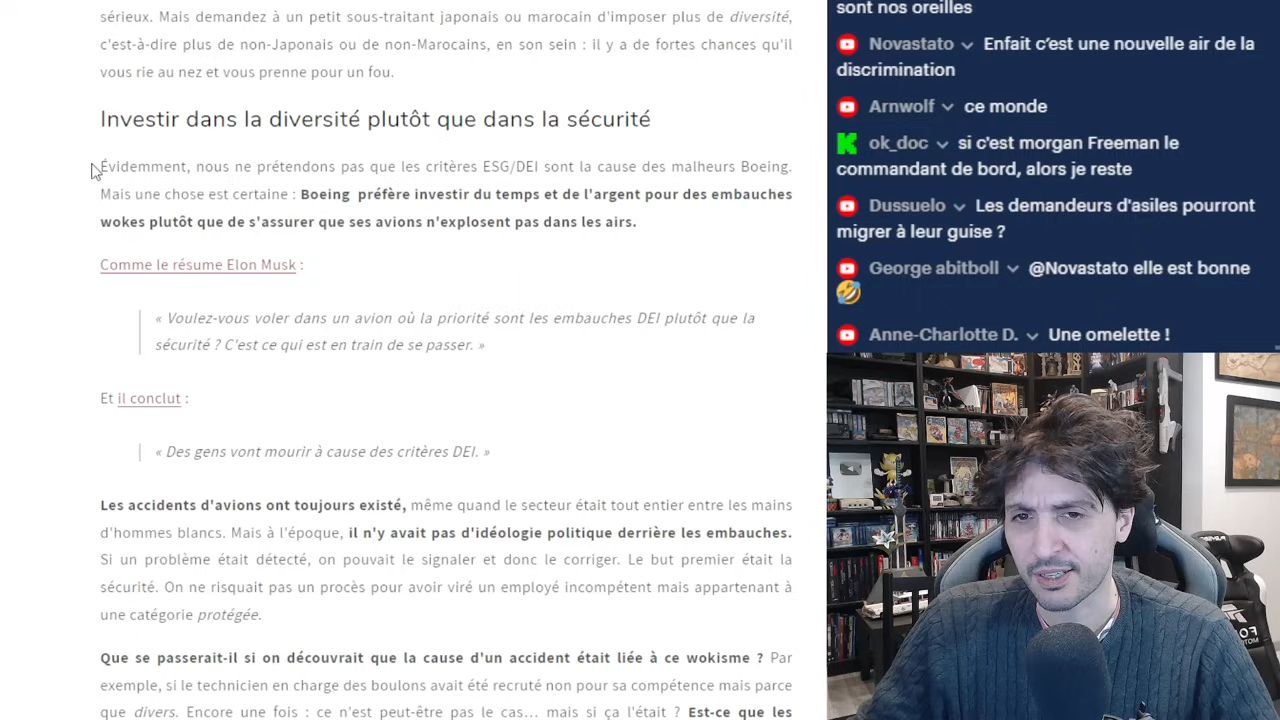 sérieux. Mais demandez à un petit sous-traitant japonais ou marocain d'imposer plus de diversité,
c'est-à-dire plus de non-Japonais ou de non-Marocains, en son sein : il y a de fortes chances qu'il
vous rie au nez et vous prenne pour un fou.
Investir dans la diversité plutôt que dans la sécurité
Évidemment, nous ne prétendons pas que les critères ESG/DEI sont la cause des malheurs Boeing.
Mais une chose est certaine : Boeing préfère investir du temps et de l'argent pour des embauches
wokes plutôt que de s'assurer que ses avions n'explosent pas dans les airs.
Comme le résume Elon Musk :
« Voulez-vous voler dans un avion où la priorité sont les embauches DEI plutôt que la
sécurité ? C'est ce qui est en train de se passer. »
Et il conclut :
« Des gens vont mourir à cause des critères DEI. »
Les accidents d'avions ont toujours existé, même quand le secteur était tout entier entre les mains
d'hommes blancs. Mais à l'époque, il n'y avait pas d'idéologie politique derrière les embauches.
Si un problème était détecté, on pouvait le signaler et donc le corriger. Le but premier était la
sécurité. On ne risquait pas un procès pour avoir viré un employé incompétent mais appartenant à
une catégorie protégée.
Que se passerait-il si on découvrait que la cause d'un accident était liée à ce wokisme ? Par
exemple, si le technicien en charge des boulons avait été recruté non pour sa compétence mais parce
que divers. Encore une fois : ce n'est peut-être pas le cas... mais si ça l'était ? Est-ce que les
sont nos oreilles
Novastato Enfait c’est une nouvelle air de la
discrimination
Arnwolf ce monde
ok_doc si c'est morgan Freeman le
commandant de bord, alors je reste
Dussuelo Les demandeurs d'asiles pourront
migrer à leur guise ?
George abitboll @Novastato elle est bonne
Anne-Charlotte D. Une omelette !